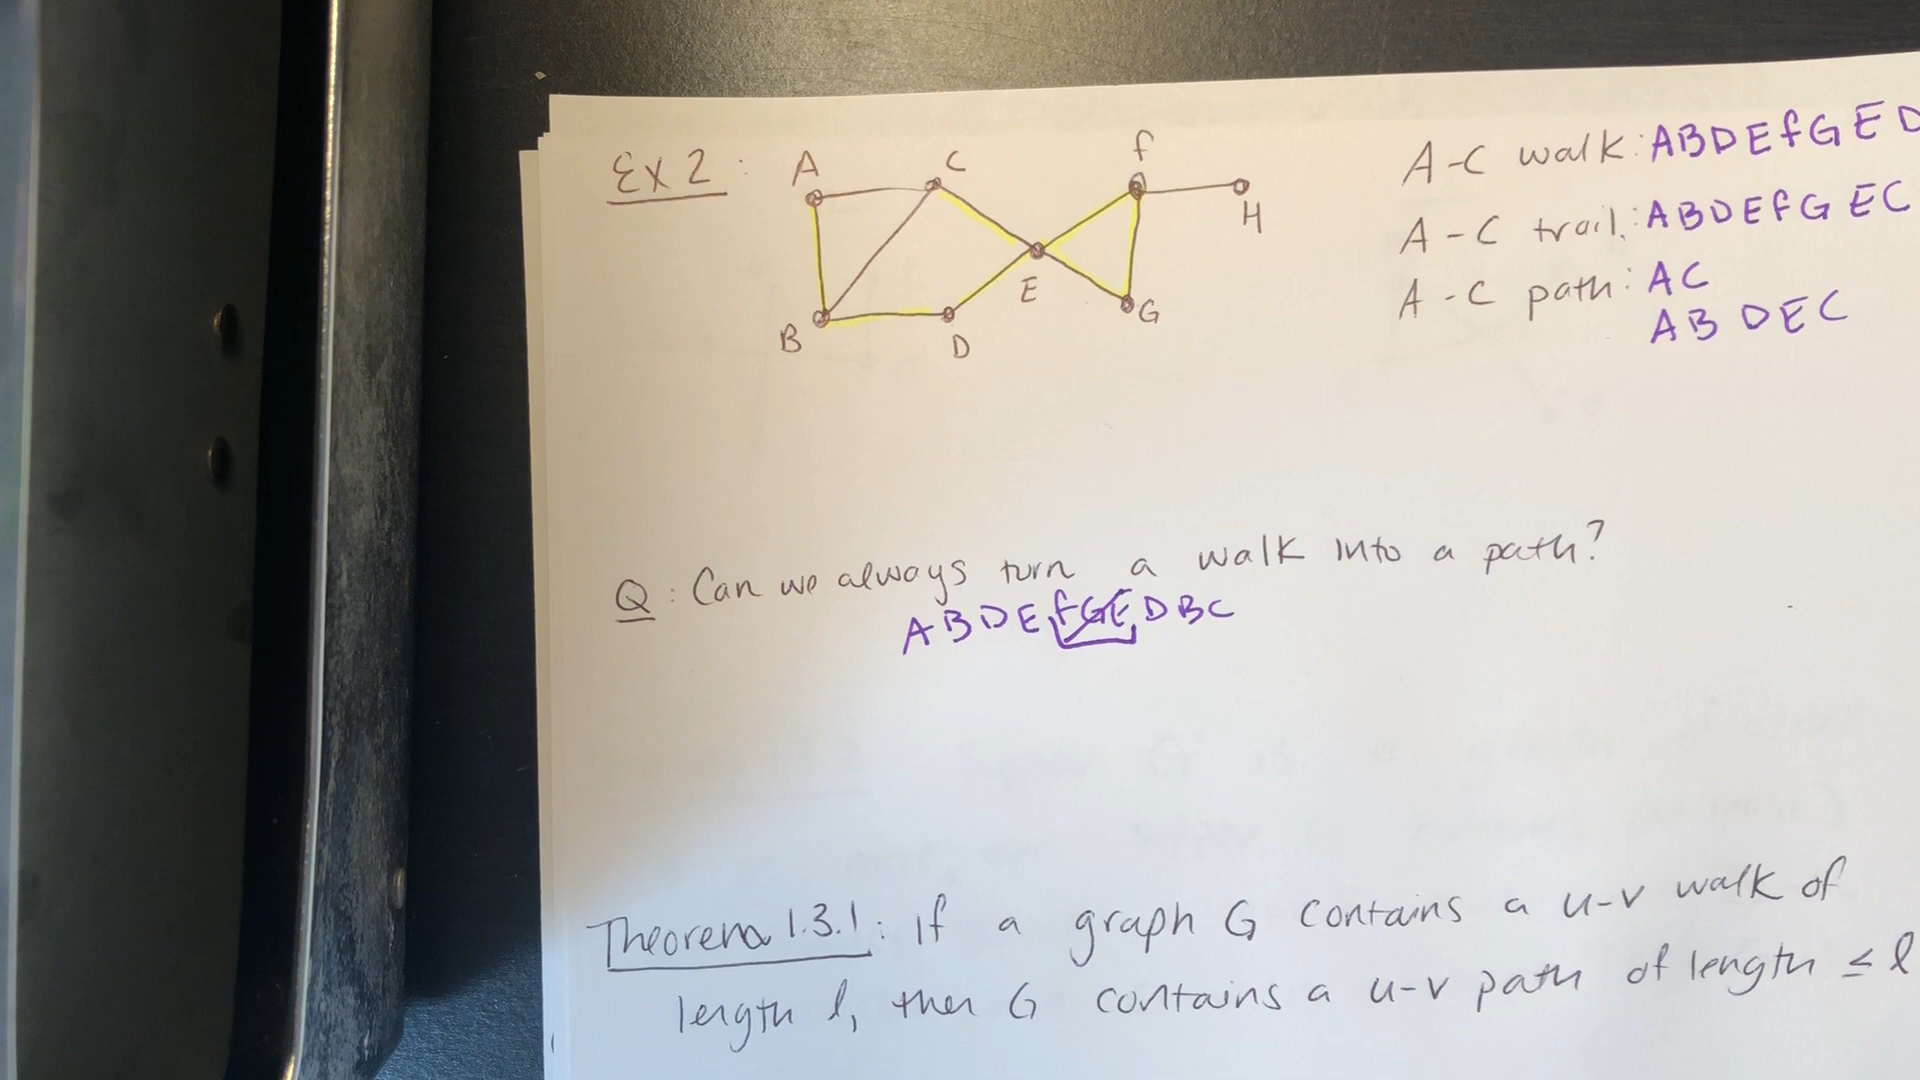 Ex 2:
A
C
f
H
E
G
B
D
A-C walk: ABDEfGED
A-C trail: ABDEfGEC
A-C path: AC
ABDEC
Q: Can we always turn a walk into a path?
ABDEfGEDBC
Theorem 1.3.1: If a graph G contains a u-v walk of
length l, then G contains a u-v path of length ≤ l